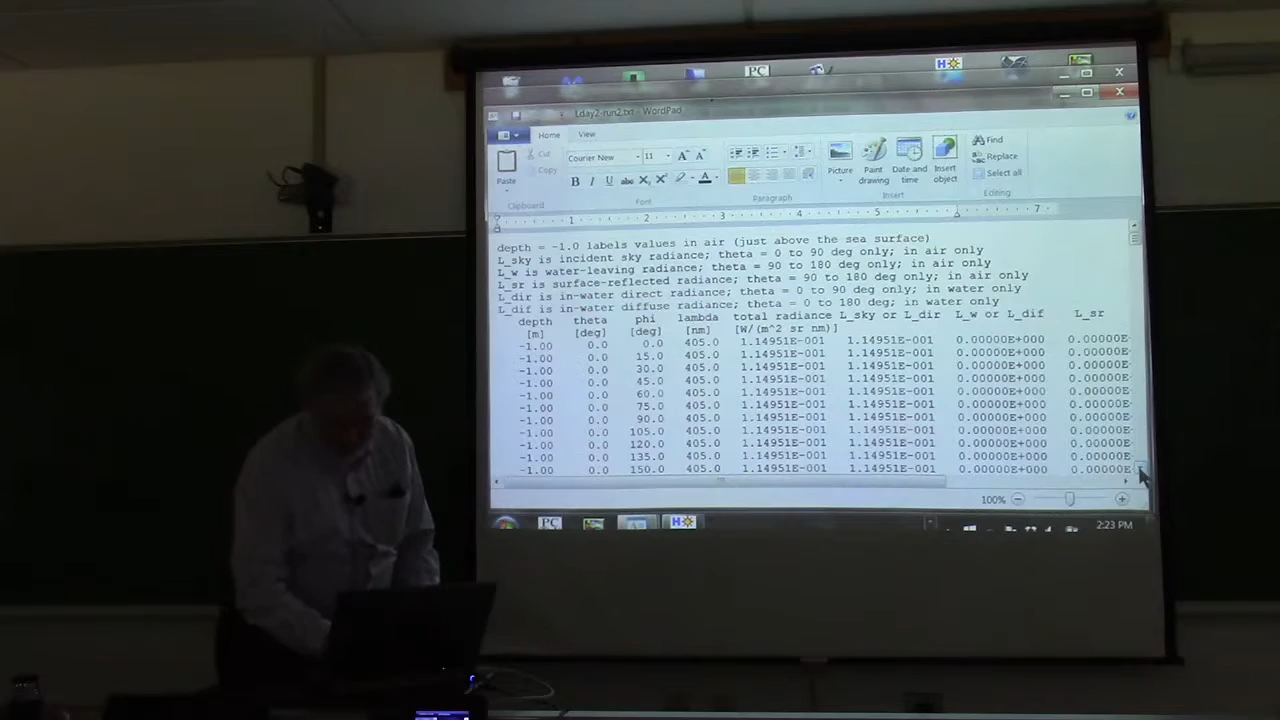 PC
Lday2-run2.txt - WordPad
Home View
Cut
Copy
Paste
Clipboard
Courier New 11 A A
B I U abc X X A
Font
Paragraph
Picture
Paint drawing
Date and time
Insert object
Insert
Find
Replace
Select all
Editing
1 2 3 4 5 7
depth = -1.0 labels values in air (just above the sea surface)
L_sky is incident sky radiance; theta = 0 to 90 deg only; in air only
L_w is water-leaving radiance; theta = 90 to 180 deg only; in air only
L_sr is surface-reflected radiance; theta = 90 to 180 deg only; in air only
L_dir is in-water direct radiance; theta = 0 to 90 deg only; in water only
L_dif is in-water diffuse radiance; theta = 0 to 180 deg; in water only
depth theta phi lambda total radiance L_sky or L_dir L_w or L_dif L_sr
[m] [deg] [deg] [nm] [W/(m^2 sr nm)]
-1.00 0.0 0.0 405.0 1.14951E-001 1.14951E-001 0.00000E+000 0.00000E-
-1.00 0.0 15.0 405.0 1.14951E-001 1.14951E-001 0.00000E+000 0.00000E-
-1.00 0.0 30.0 405.0 1.14951E-001 1.14951E-001 0.00000E+000 0.00000E-
-1.00 0.0 45.0 405.0 1.14951E-001 1.14951E-001 0.00000E+000 0.00000E-
-1.00 0.0 60.0 405.0 1.14951E-001 1.14951E-001 0.00000E+000 0.00000E-
-1.00 0.0 75.0 405.0 1.14951E-001 1.14951E-001 0.00000E+000 0.00000E-
-1.00 0.0 90.0 405.0 1.14951E-001 1.14951E-001 0.00000E+000 0.00000E-
-1.00 0.0 105.0 405.0 1.14951E-001 1.14951E-001 0.00000E+000 0.00000E-
-1.00 0.0 120.0 405.0 1.14951E-001 1.14951E-001 0.00000E+000 0.00000E-
-1.00 0.0 135.0 405.0 1.14951E-001 1.14951E-001 0.00000E+000 0.00000E-
-1.00 0.0 150.0 405.0 1.14951E-001 1.14951E-001 0.00000E+000 0.00000E
100%
PC
2:23 PM